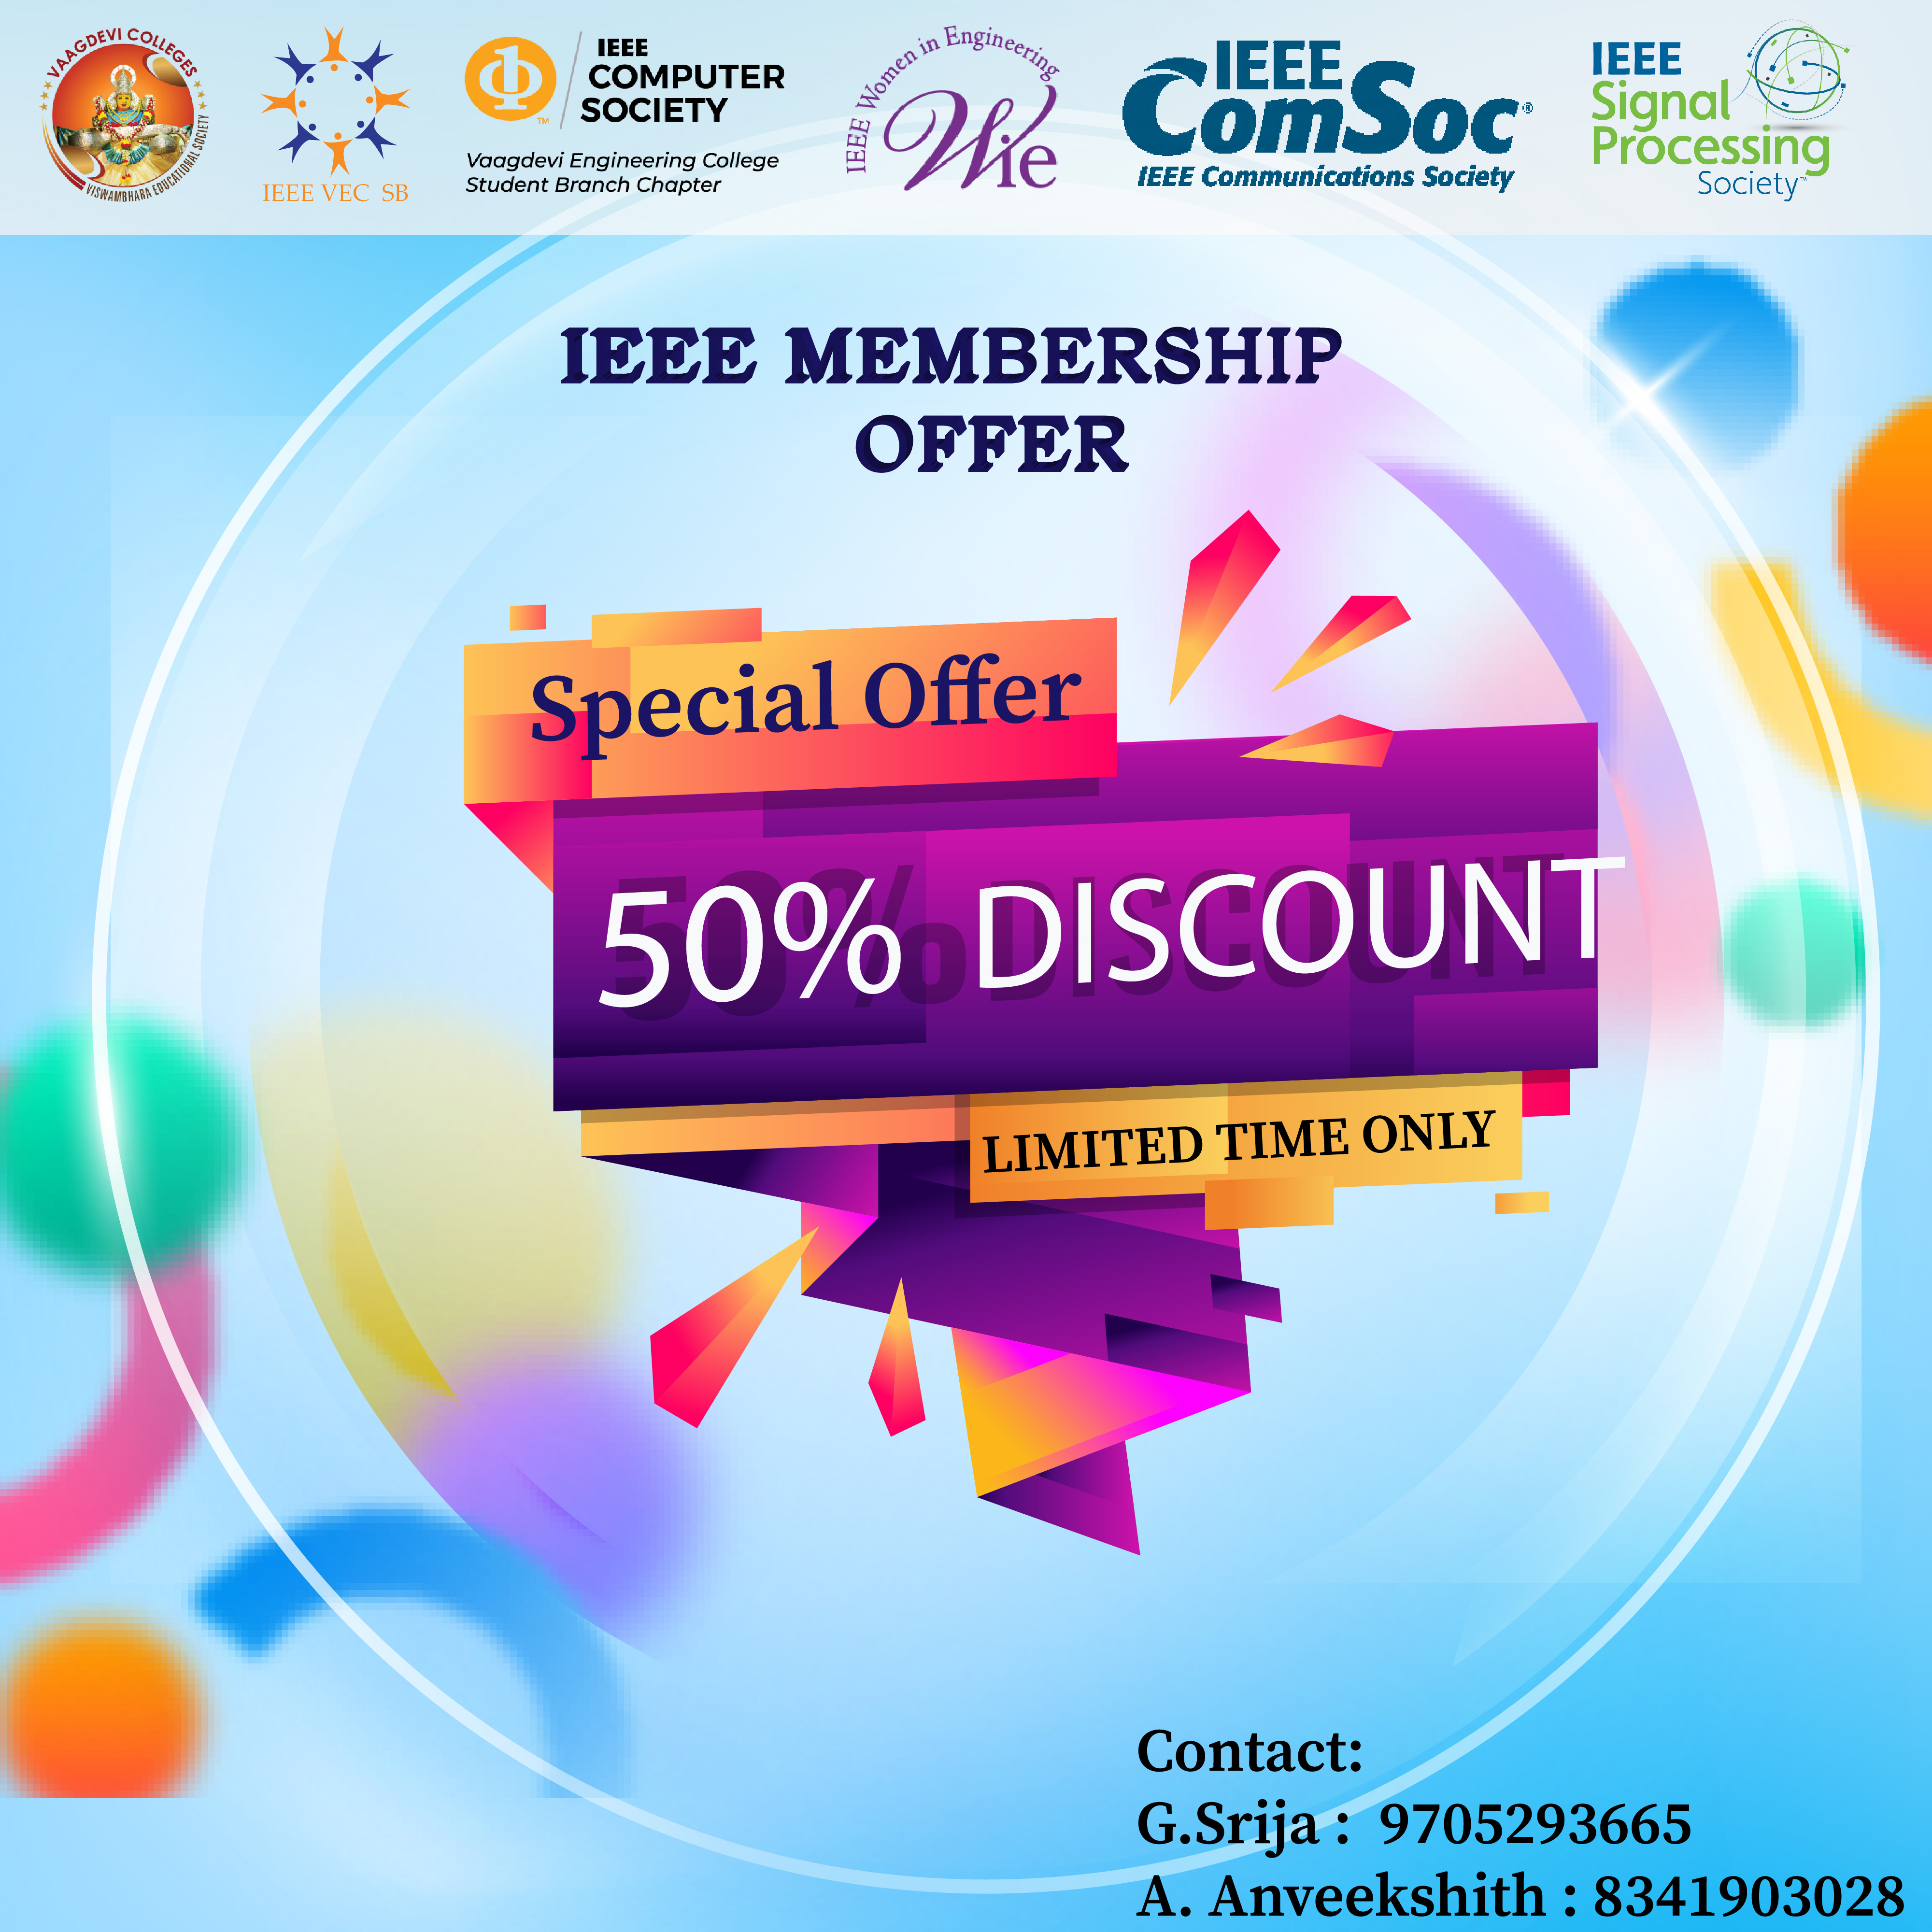 VAAGDEVI COLLEGES
VISWAMBHARA EDUCATIONAL SOCIETY
IEEE VEC SB
IEEE
COMPUTER
SOCIETY
TM
Vaagdevi Engineering College
Student Branch Chapter
IEEE Women in Engineering
Wie
IEEE
ComSoc®
IEEE Communications Society
IEEE
Signal
Processing
Society™
IEEE MEMBERSHIP
OFFER
Special Offer
50% DISCOUNT
LIMITED TIME ONLY
Contact:
G.Srija : 9705293665
A. Anveekshith : 8341903028